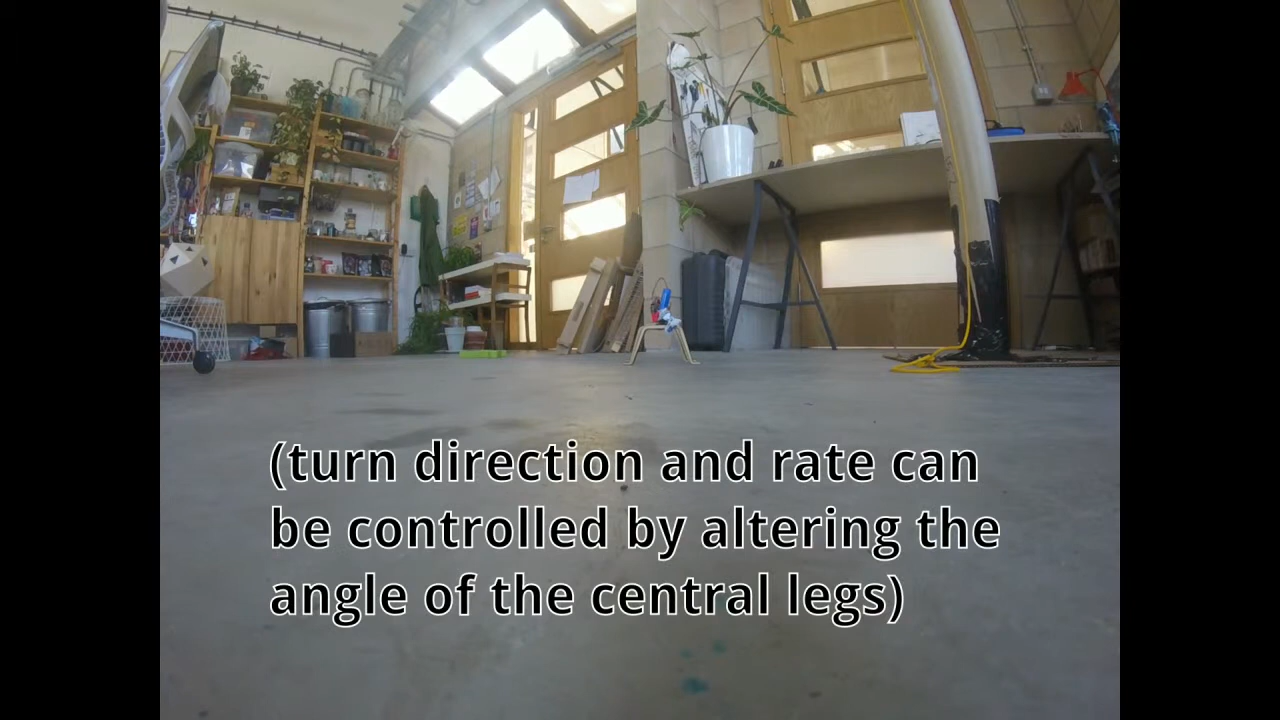 (turn direction and rate can
be controlled by altering the
angle of the central legs)